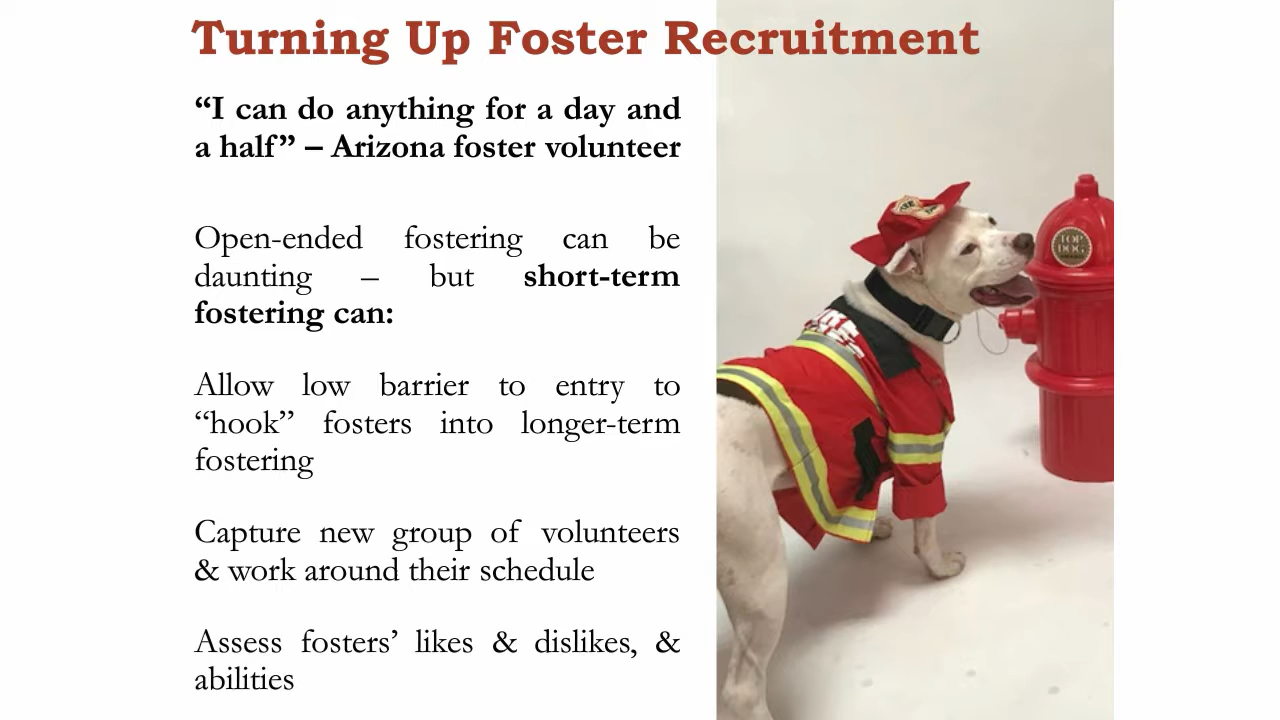 Turning Up Foster Recruitment
“I can do anything for a day and
a half” – Arizona foster volunteer
Open-ended fostering can be
daunting – but short-term
fostering can:
Allow low barrier to entry to
“hook” fosters into longer-term
fostering
Capture new group of volunteers
& work around their schedule
Assess fosters’ likes & dislikes, &
abilities
TOP
DOG